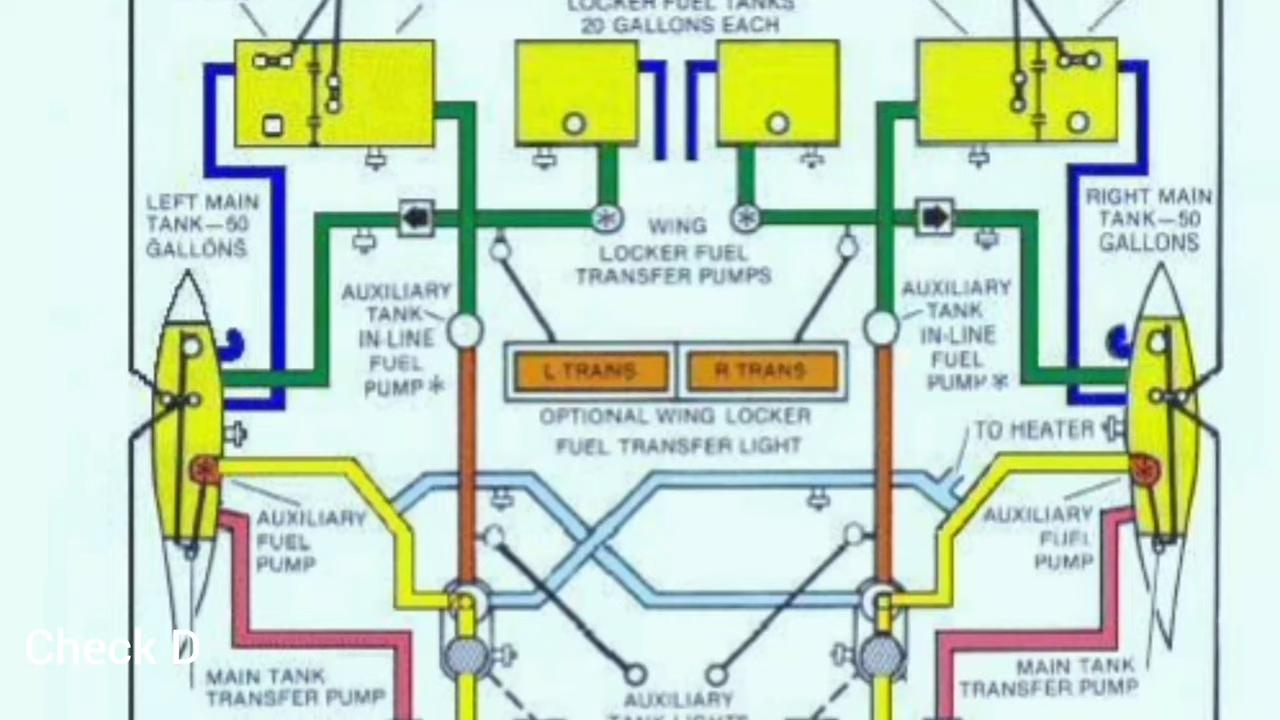 LOCKER FUEL TANKS
20 GALLONS EACH
LEFT MAIN
TANK—50
GALLONS
RIGHT MAIN
TANK—50
GALLONS
WING
LOCKER FUEL
TRANSFER PUMPS
AUXILIARY
TANK
IN-LINE
FUEL
PUMP*
AUXILIARY
TANK
IN-LINE
FUEL
PUMP*
L TRANS
R TRANS
OPTIONAL WING LOCKER
FUEL TRANSFER LIGHT
TO HEATER
AUXILIARY
FUEL
PUMP
AUXILIARY
FUEL
PUMP
Check D
MAIN TANK
TRANSFER PUMP
MAIN TANK
TRANSFER PUMP
AUXILIARY
TANK LIGHTS